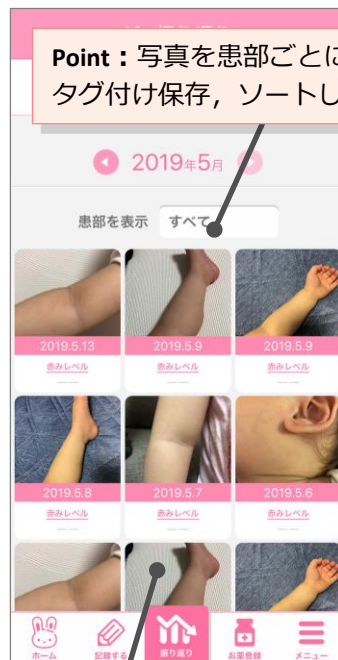 Point：写真を患部ごとに
タグ付け保存，ソートし
2019年5月
患部を表示 すべて
2019.5.13 2019.5.9 2019.5.9
赤みレベル 赤みレベル 赤みレベル
2019.5.8 2019.5.7 2019.5.6
赤みレベル 赤みレベル 赤みレベル
ホーム 記録する 振り返り お薬登録 メニュー